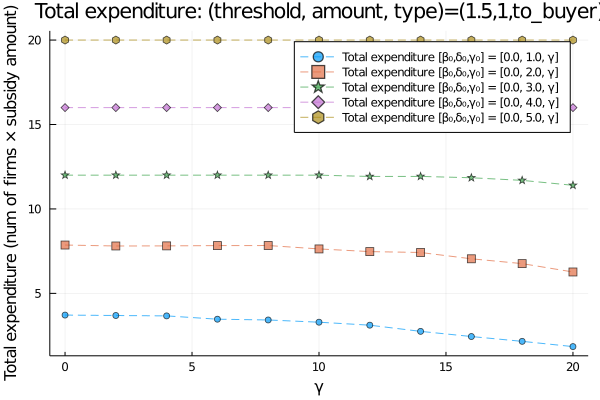 Total expenditure: (threshold, amount, type)=(1.5,1,to_buyer)
Total expenditure (num of firms × subsidy amount)
20
15
10
5
Total expenditure [β₀,δ₀,γ₀] = [0.0, 1.0, γ]
Total expenditure [β₀,δ₀,γ₀] = [0.0, 2.0, γ]
Total expenditure [β₀,δ₀,γ₀] = [0.0, 3.0, γ]
Total expenditure [β₀,δ₀,γ₀] = [0.0, 4.0, γ]
Total expenditure [β₀,δ₀,γ₀] = [0.0, 5.0, γ]
0 5 10 15 20
γ